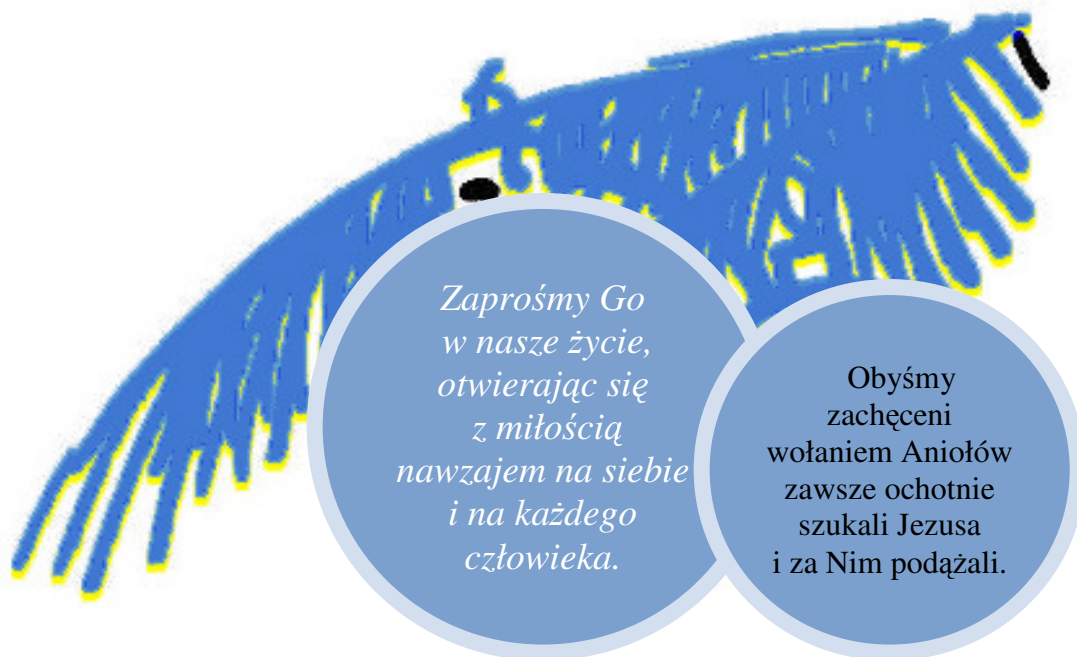 Zaprośmy Go
w nasze życie,
otwierając się
z miłością
nawzajem na siebie
i na każdego
człowieka.
Obyśmy
zachęceni
wołaniem Aniołów
zawsze ochotnie
szukali Jezusa
i za Nim podążali.